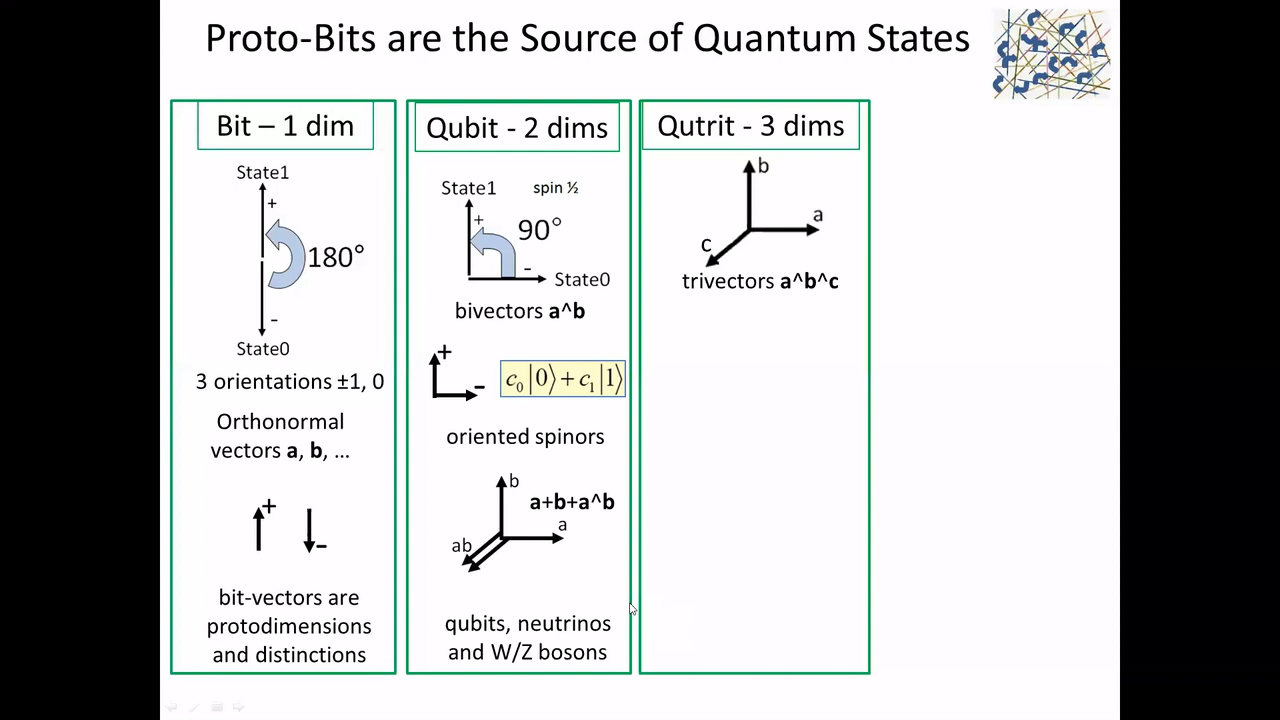 Proto-Bits are the Source of Quantum States
Bit – 1 dim
State1
+
180°
-
State0
3 orientations ±1, 0
Orthonormal
vectors a, b, ...
+
-
bit-vectors are
protodimensions
and distinctions
Qubit - 2 dims
State1 spin ½
+
90°
-
State0
bivectors a^b
+
-
c₀|0⟩ + c₁|1⟩
oriented spinors
b
a+b+a^b
a
ab
qubits, neutrinos
and W/Z bosons
Qutrit - 3 dims
b
a
c
trivectors a^b^c